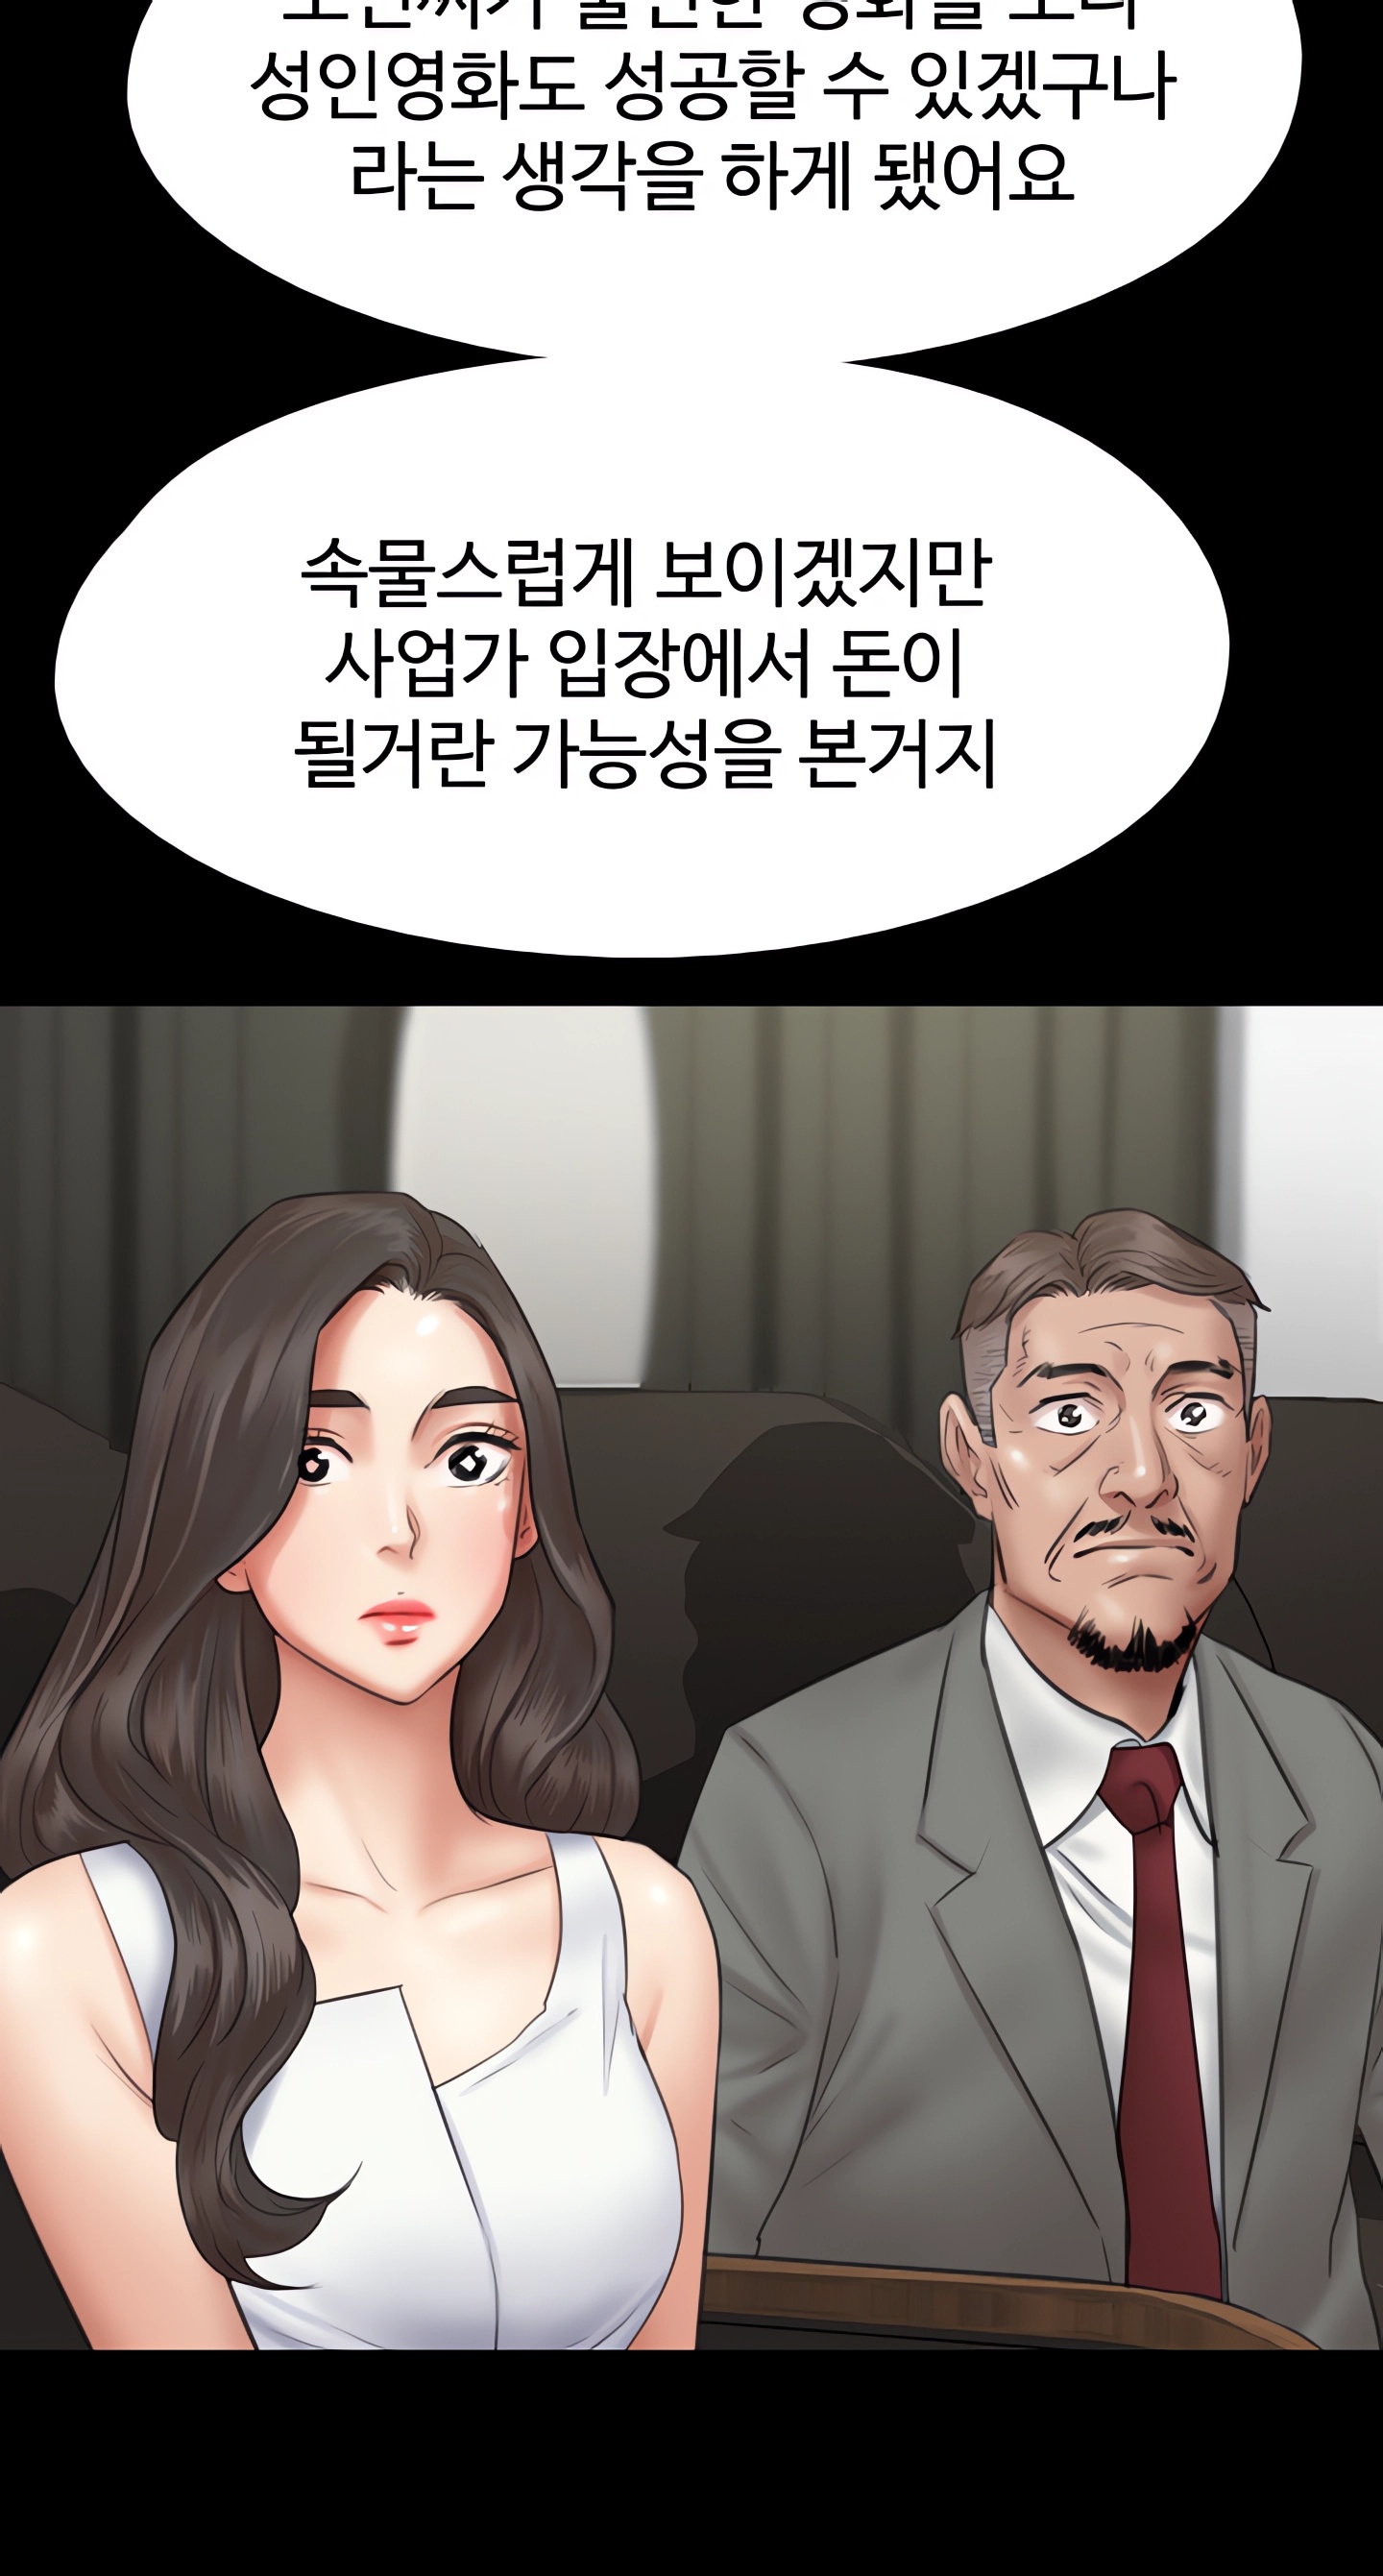 성인영화도 성공할 수 있겠구나
라는 생각을 하게 됐어요
속물스럽게 보이겠지만
사업가 입장에서 돈이
될거란 가능성을 본거지